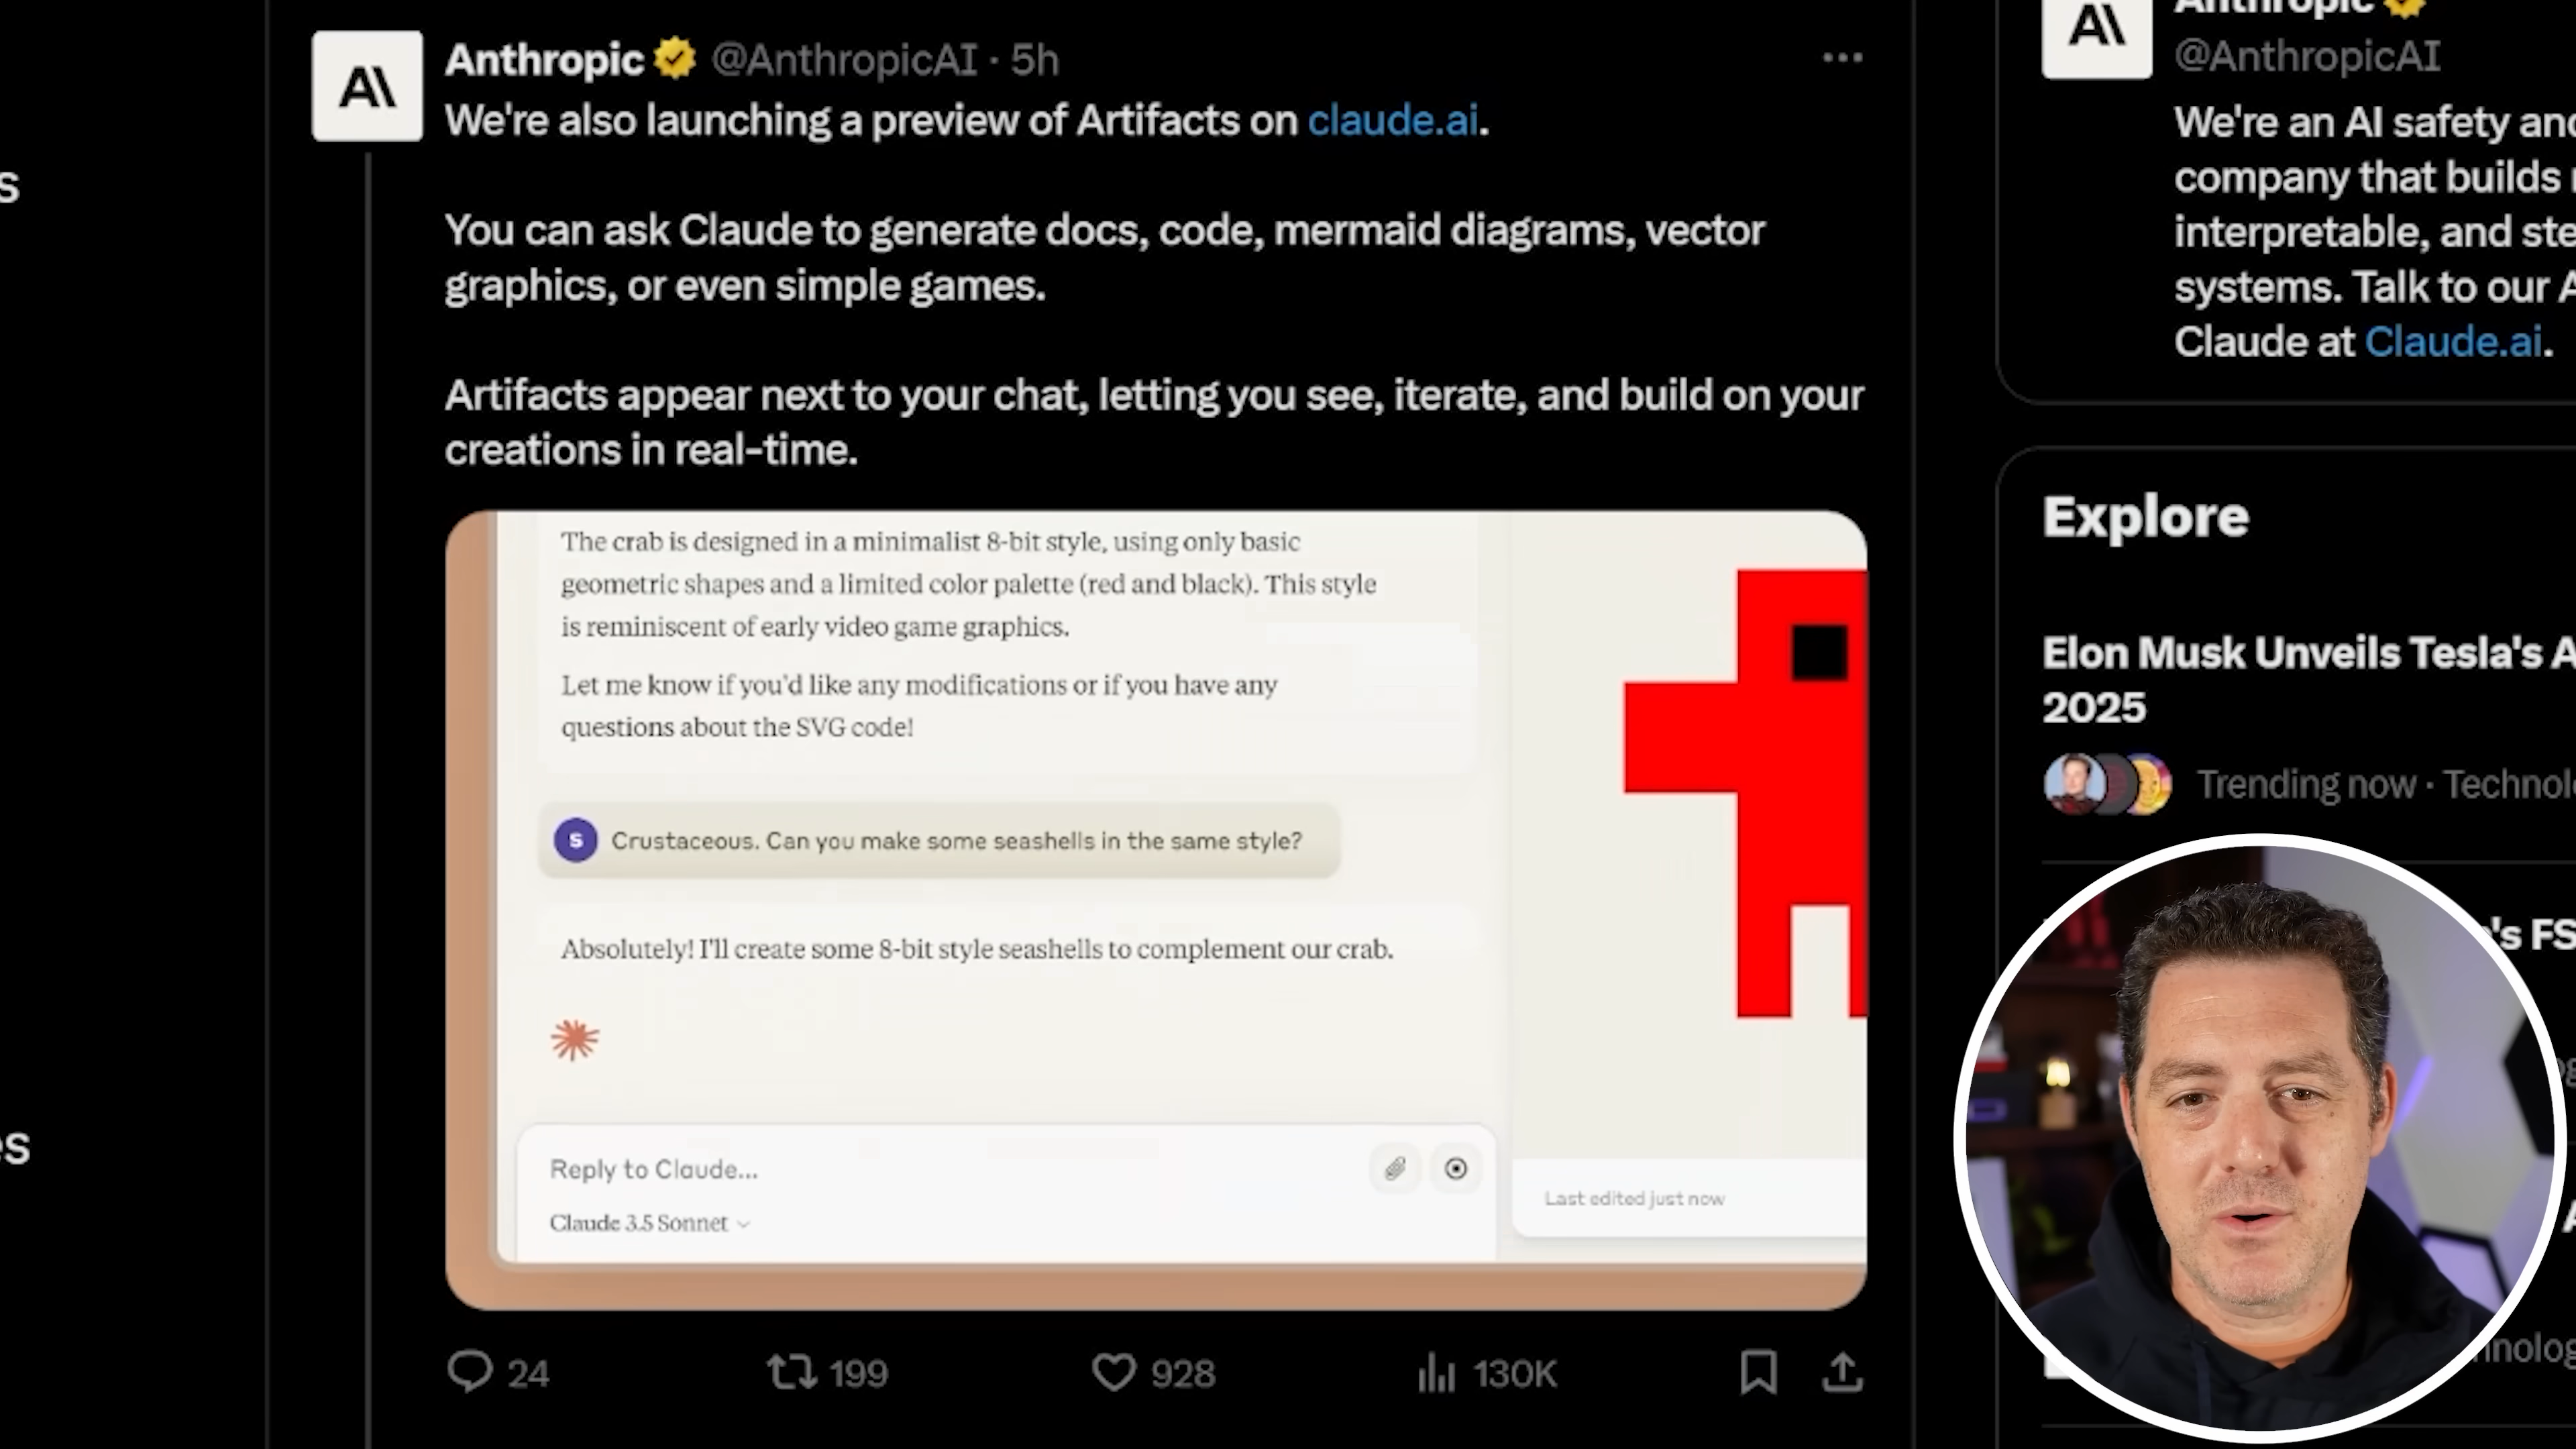 s
es
Anthropic @AnthropicAI · 5h
We're also launching a preview of Artifacts on claude.ai.
You can ask Claude to generate docs, code, mermaid diagrams, vector
graphics, or even simple games.
Artifacts appear next to your chat, letting you see, iterate, and build on your
creations in real-time.
The crab is designed in a minimalist 8-bit style, using only basic
geometric shapes and a limited color palette (red and black). This style
is reminiscent of early video game graphics.
Let me know if you'd like any modifications or if you have any
questions about the SVG code!
S Crustaceous. Can you make some seashells in the same style?
Absolutely! I'll create some 8-bit style seashells to complement our crab.
Reply to Claude...
Claude 3.5 Sonnet
Last edited just now
24 199 928 130K
Anthropic
@AnthropicAI
We're an AI safety and
company that builds
interpretable, and
systems. Talk to our
Claude at Claude.ai.
Explore
Elon Musk Unveils Tesla's
2025
Trending now ·
's